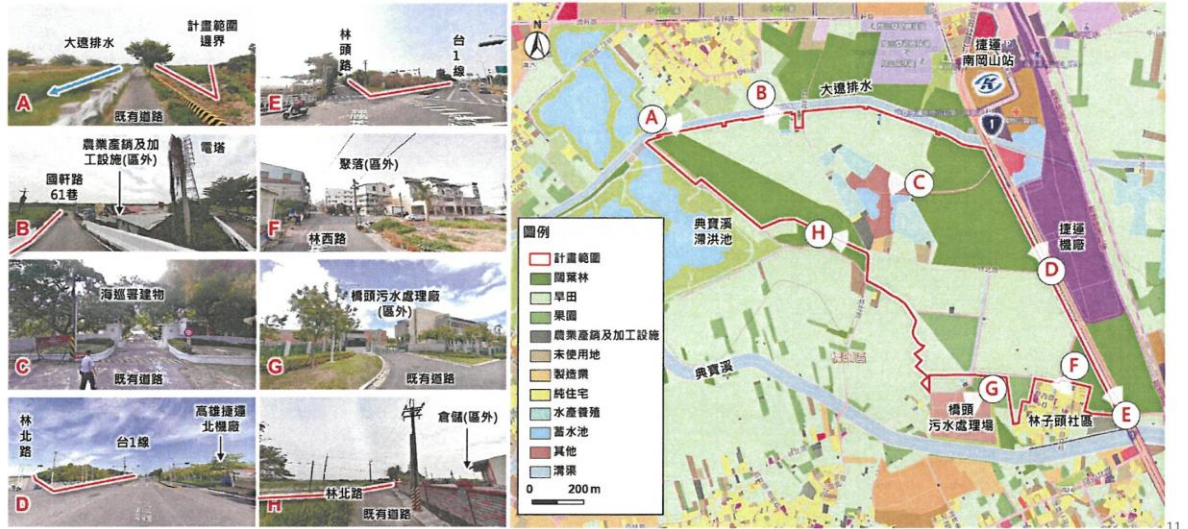 大遼排水
計畫範圍
邊界
既有道路
A
林頭路
台1線
E
農業產銷及加
工設施(區外)
電塔
國軒路
61巷
B
聚落(區外)
林西路
F
海巡署建物
既有道路
C
橋頭污水處理廠
(區外)
既有道路
G
林北路
台1線
高雄捷運
北機廠
D
倉儲(區外)
林北路
既有道路
H
N
捷運
南岡山站
大遼排水
A
B
C
典寶溪
滯洪池
H
捷運
機廠
D
圖例
計畫範圍
闊葉林
旱田
果園
農業產銷及加工設施
未使用地
製造業
純住宅
水產養殖
蓄水池
其他
溝渠
0 200 m
典寶溪
橋頭區
F
G
E
橋頭
污水處理場
林子頭社區
1
11